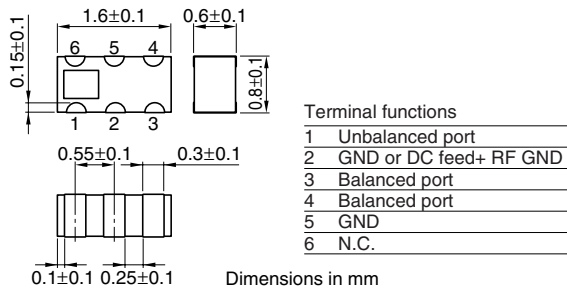 1.6±0.1
0.6±0.1
0.15±0.1
6 5 4
0.8±0.1
1 2 3
0.55±0.1
0.3±0.1
0.1±0.1
0.25±0.1
Dimensions in mm
Terminal functions
1 Unbalanced port
2 GND or DC feed+ RF GND
3 Balanced port
4 Balanced port
5 GND
6 N.C.